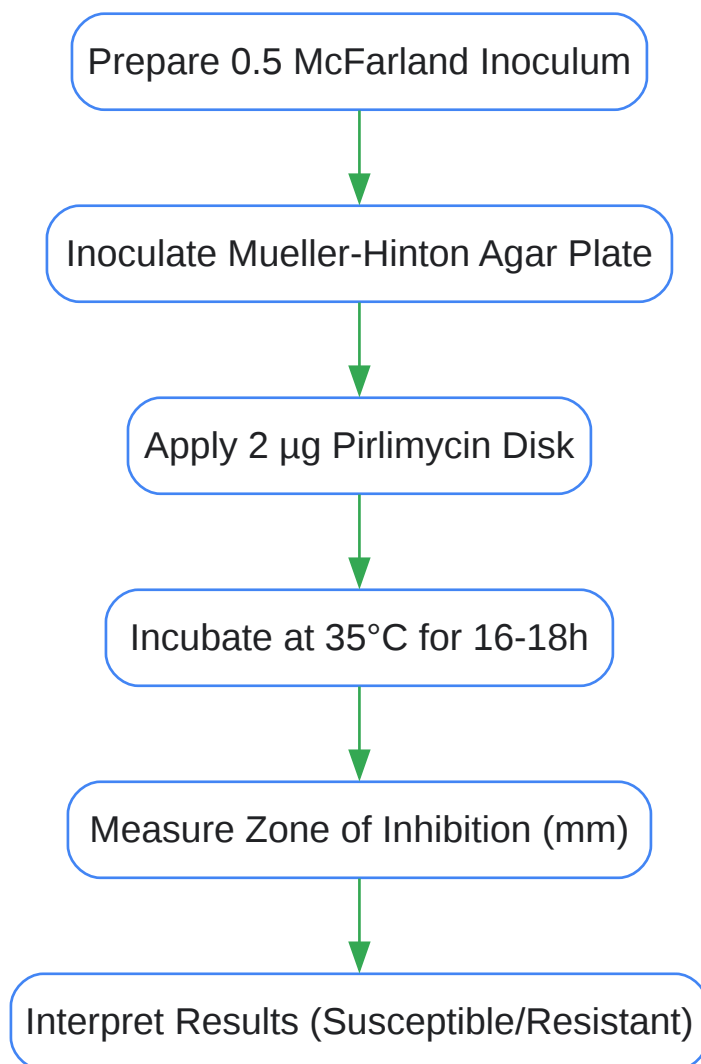 Prepare 0.5 McFarland Inoculum
Inoculate Mueller-Hinton Agar Plate
Apply 2 µg Pirlimycin Disk
Incubate at 35°C for 16-18h
Measure Zone of Inhibition (mm)
Interpret Results (Susceptible/Resistant)